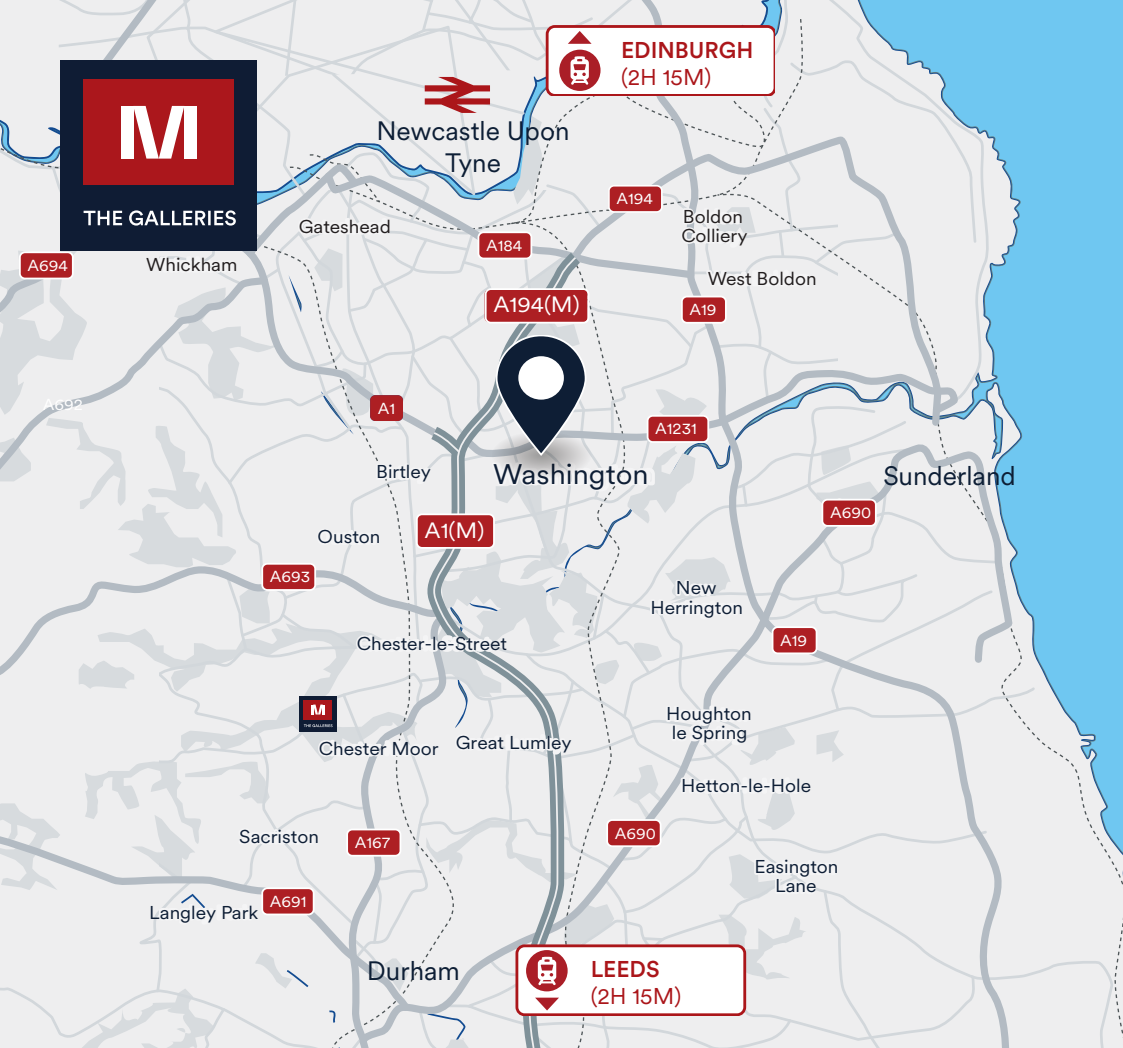 EDINBURGH
(2H 15M)
M
THE GALLERIES
Newcastle Upon
Tyne
A194
Boldon
Colliery
Gateshead
A184
A694
Whickham
West Boldon
A194(M)
A19
A692
A1
A1231
Birtley
Washington
Sunderland
A690
A1(M)
Ouston
A693
New
Herrington
Chester-le-Street
A19
M
THE GALLERIES
Houghton
le Spring
Chester Moor
Great Lumley
Hetton-le-Hole
Sacriston
A167
A690
Easington
Lane
A691
Langley Park
Durham
LEEDS
(2H 15M)